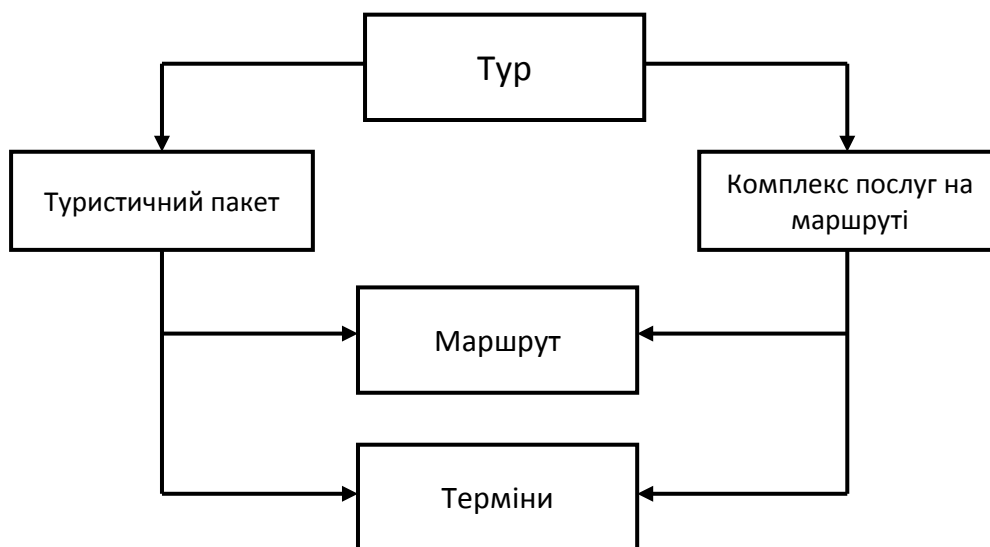 Тур
Туристичний пакет
Комплекс послуг на
маршруті
Маршрут
Терміни